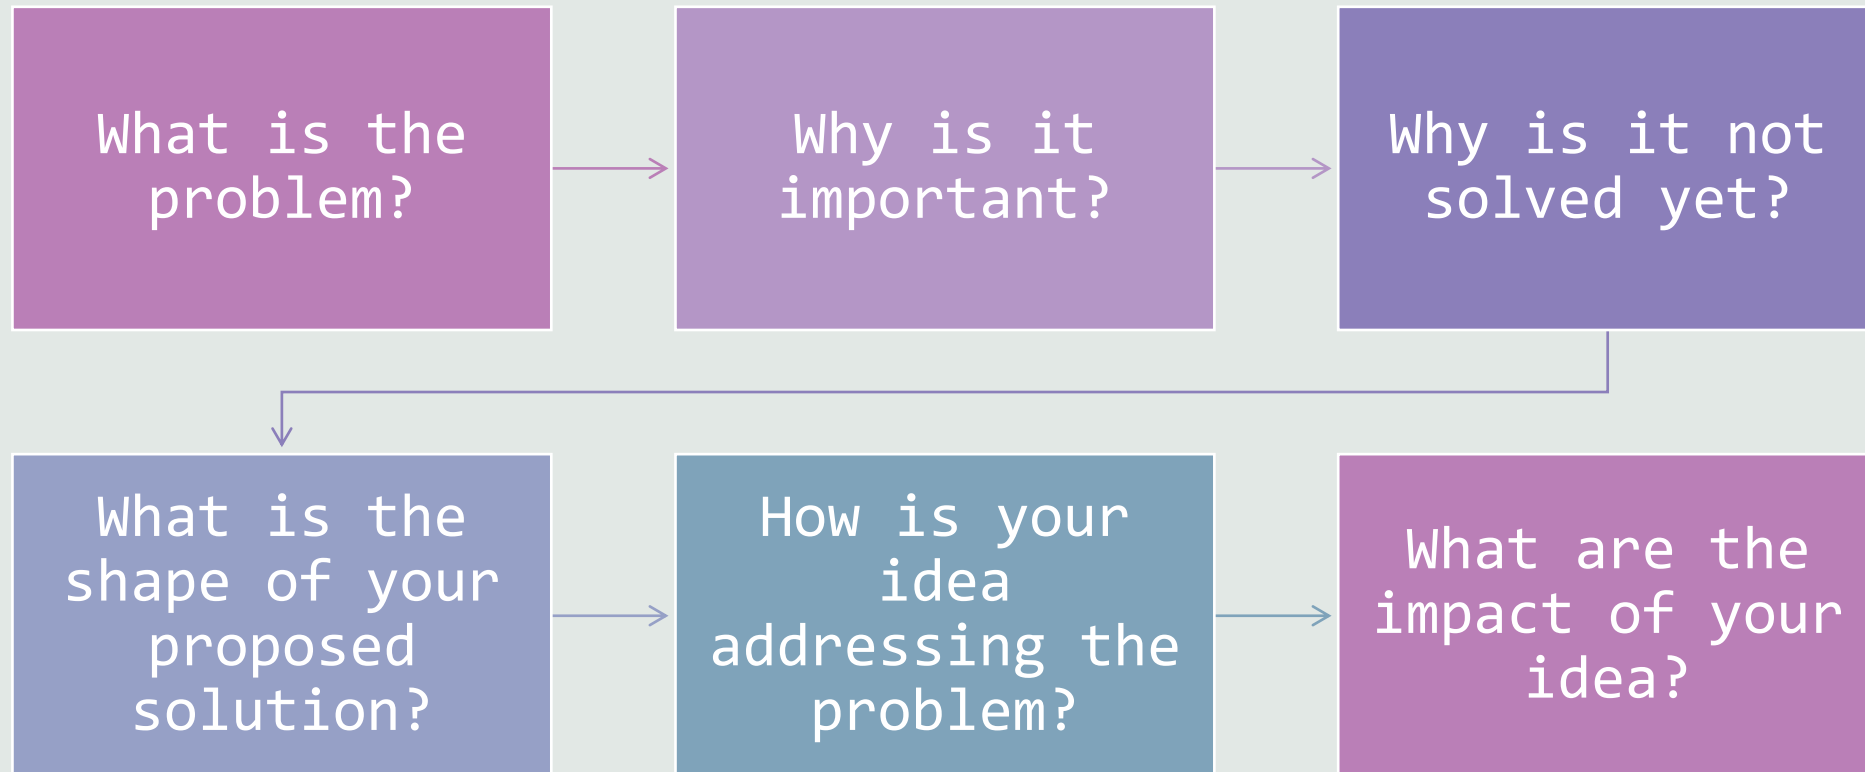 What is the
problem?
Why is it
important?
Why is it not
solved yet?
What is the
shape of your
proposed
solution?
How is your
idea
addressing the
problem?
What are the
impact of your
idea?